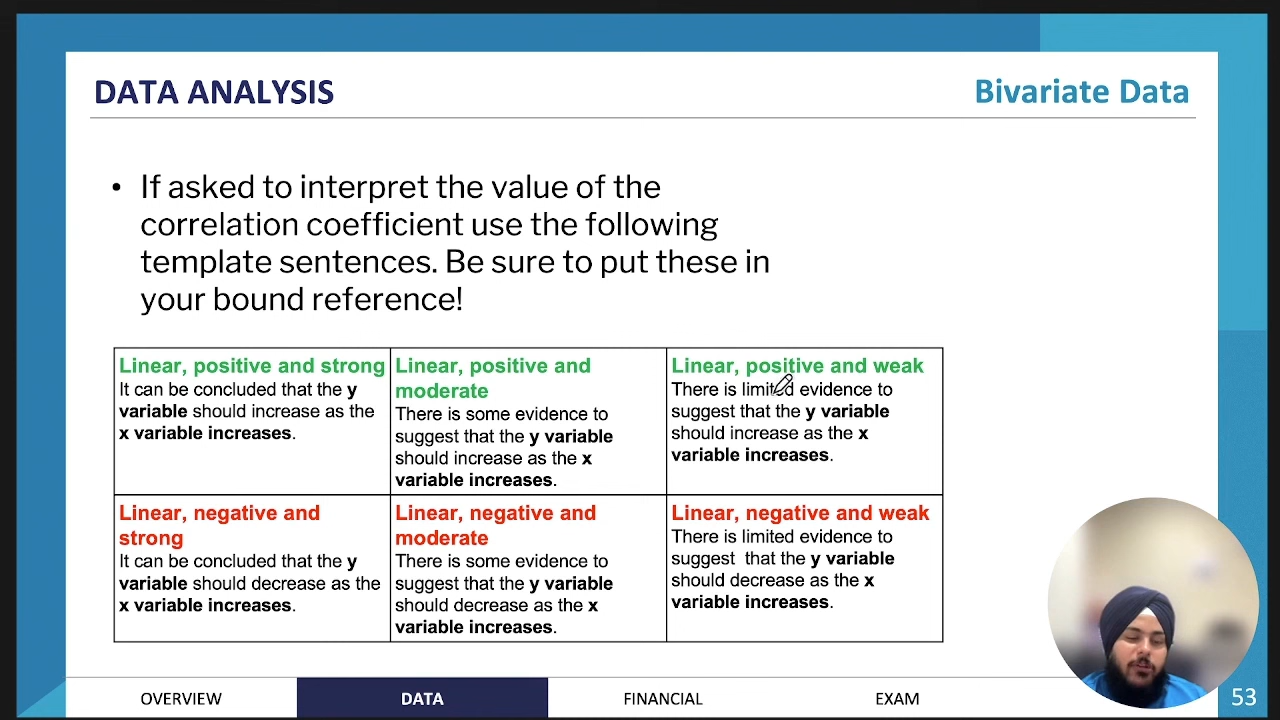 DATA ANALYSIS
Bivariate Data
• If asked to interpret the value of the
correlation coefficient use the following
template sentences. Be sure to put these in
your bound reference!
Linear, positive and strong
It can be concluded that the y
variable should increase as the
x variable increases.
Linear, positive and
moderate
There is some evidence to
suggest that the y variable
should increase as the x
variable increases.
Linear, positive and weak
There is limited evidence to
suggest that the y variable
should increase as the x
variable increases.
Linear, negative and
strong
It can be concluded that the y
variable should decrease as the
x variable increases.
Linear, negative and
moderate
There is some evidence to
suggest that the y variable
should decrease as the x
variable increases.
Linear, negative and weak
There is limited evidence to
suggest that the y variable
should decrease as the x
variable increases.
OVERVIEW
DATA
FINANCIAL
EXAM
53